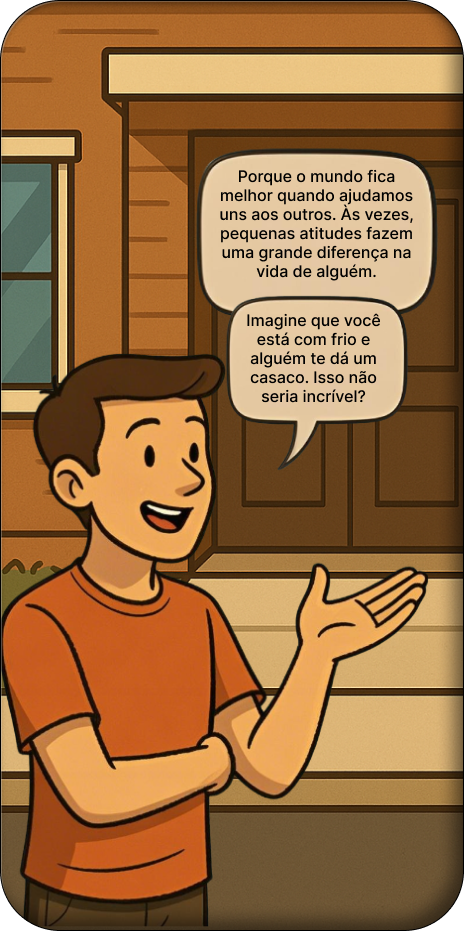 Porque o mundo fica
melhor quando ajudamos
uns aos outros. Às vezes,
pequenas atitudes fazem
uma grande diferença na
vida de alguém.
Imagine que você
está com frio e
alguém te dá um
casaco. Isso não
seria incrível?